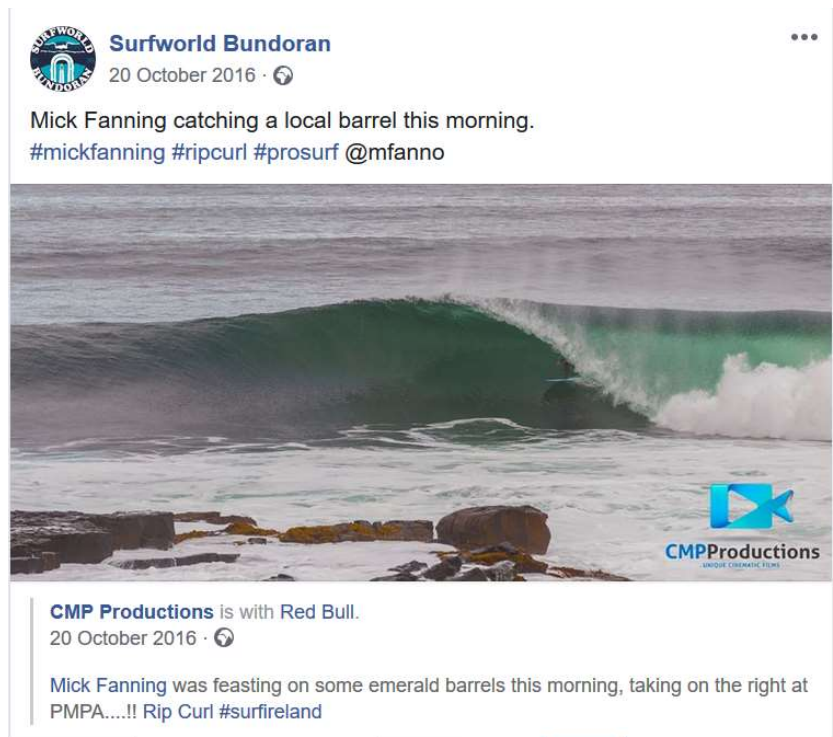 SURFWORLD
BUNDORAN
Surfworld Bundoran
20 October 2016 ·
Mick Fanning catching a local barrel this morning.
#mickfanning #ripcurl #prosurf @mfanno
CMPProductions
UNIQUE CINEMATIC FILMS
CMP Productions is with Red Bull.
20 October 2016 ·
Mick Fanning was feasting on some emerald barrels this morning, taking on the right at
PMPA....!! Rip Curl #surfireland